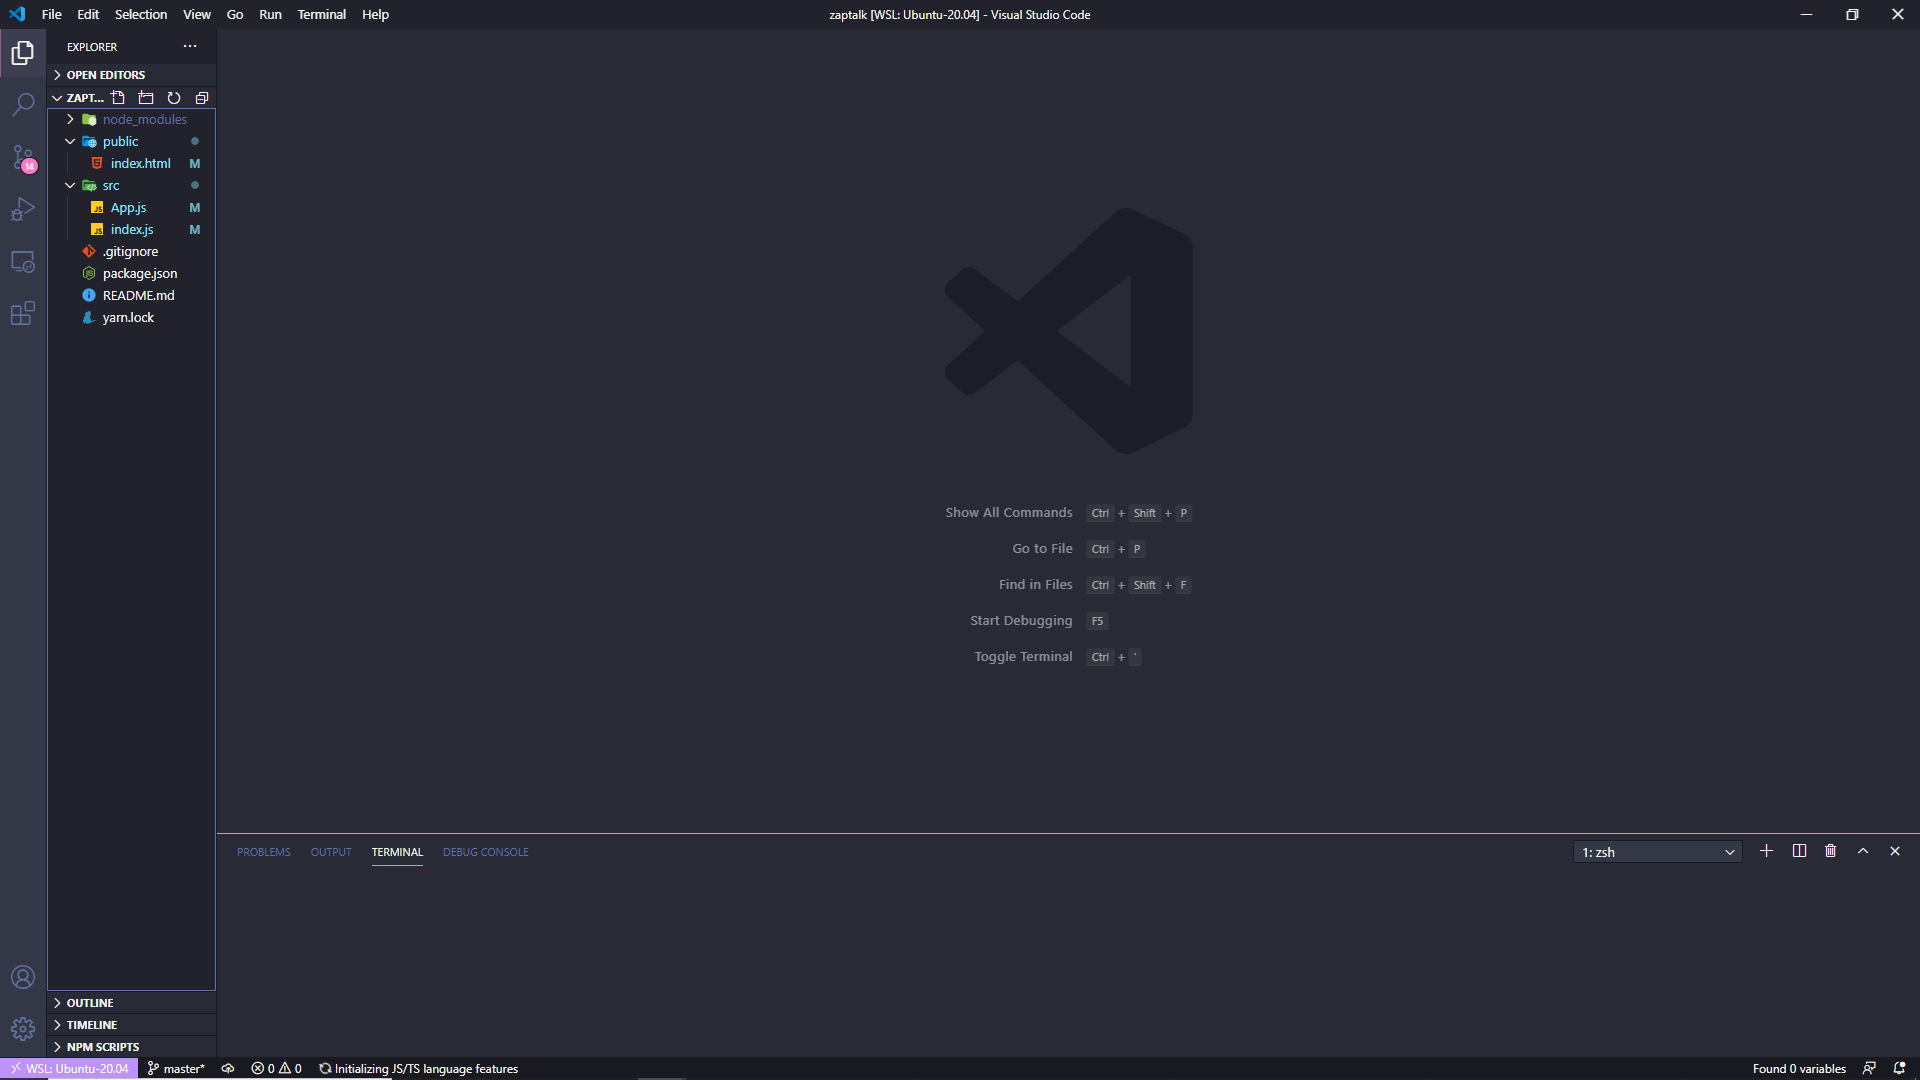 File Edit Selection View Go Run Terminal Help
zaptalk [WSL: Ubuntu-20.04] - Visual Studio Code
EXPLORER
OPEN EDITORS
ZAPT...
node_modules
public
index.html M
src
App.js M
index.js M
.gitignore
package.json
README.md
yarn.lock
14
Show All Commands Ctrl + Shift + P
Go to File Ctrl + P
Find in Files Ctrl + Shift + F
Start Debugging F5
Toggle Terminal Ctrl + `
PROBLEMS OUTPUT TERMINAL DEBUG CONSOLE
1: zsh
OUTLINE
TIMELINE
NPM SCRIPTS
WSL: Ubuntu-20.04 master* 0 0 Initializing JS/TS language features
Found 0 variables